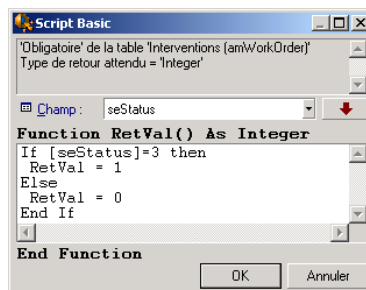 Script Basic
'Obligatoire' de la table 'Interventions (amWorkOrder)'
Type de retour attendu = 'Integer'
Champ : seStatus
Function RetVal() As Integer
If [seStatus]=3 then
RetVal = 1
Else
RetVal = 0
End If
End Function
OK Annuler